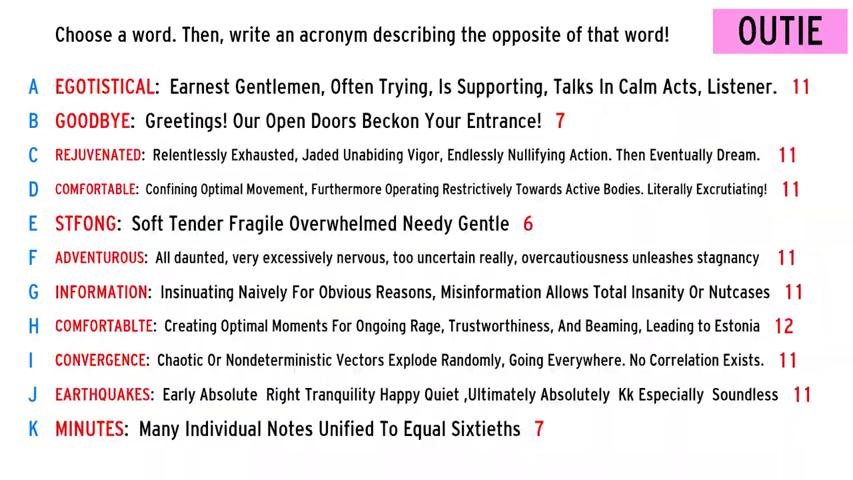 Choose a word. Then, write an acronym describing the opposite of that word!
OUTIE
A EGOTISTICAL: Earnest Gentlemen, Often Trying, Is Supporting, Talks In Calm Acts, Listener. 11
B GOODBYE: Greetings! Our Open Doors Beckon Your Entrance! 7
C REJUVENATED: Relentlessly Exhausted, Jaded Unabiding Vigor, Endlessly Nullifying Action. Then Eventually Dream. 11
D COMFORTABLE: Confining Optimal Movement, Furthermore Operating Restrictively Towards Active Bodies. Literally Excrutiating! 11
E STFONG: Soft Tender Fragile Overwhelmed Needy Gentle 6
F ADVENTUROUS: All daunted, very excessively nervous, too uncertain really, overcautiousness unleashes stagnancy 11
G INFORMATION: Insinuating Naively For Obvious Reasons, Misinformation Allows Total Insanity Or Nutcases 11
H COMFORTABLTE: Creating Optimal Moments For Ongoing Rage, Trustworthiness, And Beaming, Leading to Estonia 12
I CONVERGENCE: Chaotic Or Nondeterministic Vectors Explode Randomly, Going Everywhere. No Correlation Exists. 11
J EARTHQUAKES: Early Absolute Right Tranquility Happy Quiet ,Ultimately Absolutely Kk Especially Soundless 11
K MINUTES: Many Individual Notes Unified To Equal Sixtieths 7